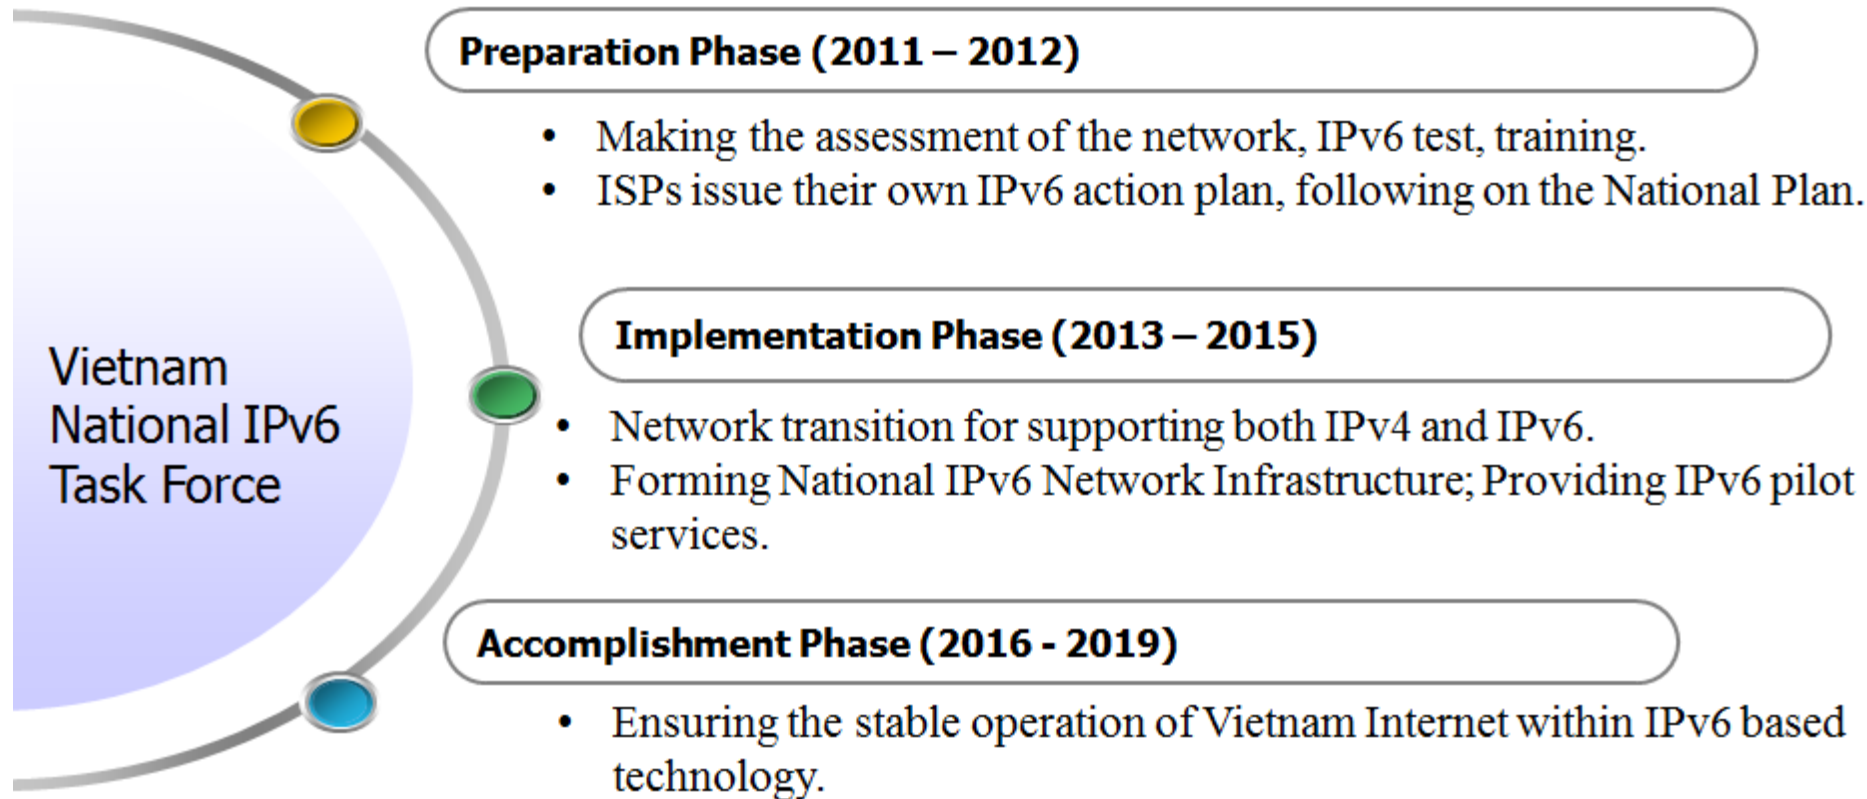 Preparation Phase (2011 – 2012)
• Making the assessment of the network, IPv6 test, training.
• ISPs issue their own IPv6 action plan, following on the National Plan.
Vietnam
National IPv6
Task Force
Implementation Phase (2013 – 2015)
• Network transition for supporting both IPv4 and IPv6.
• Forming National IPv6 Network Infrastructure; Providing IPv6 pilot
services.
Accomplishment Phase (2016 - 2019)
• Ensuring the stable operation of Vietnam Internet within IPv6 based
technology.